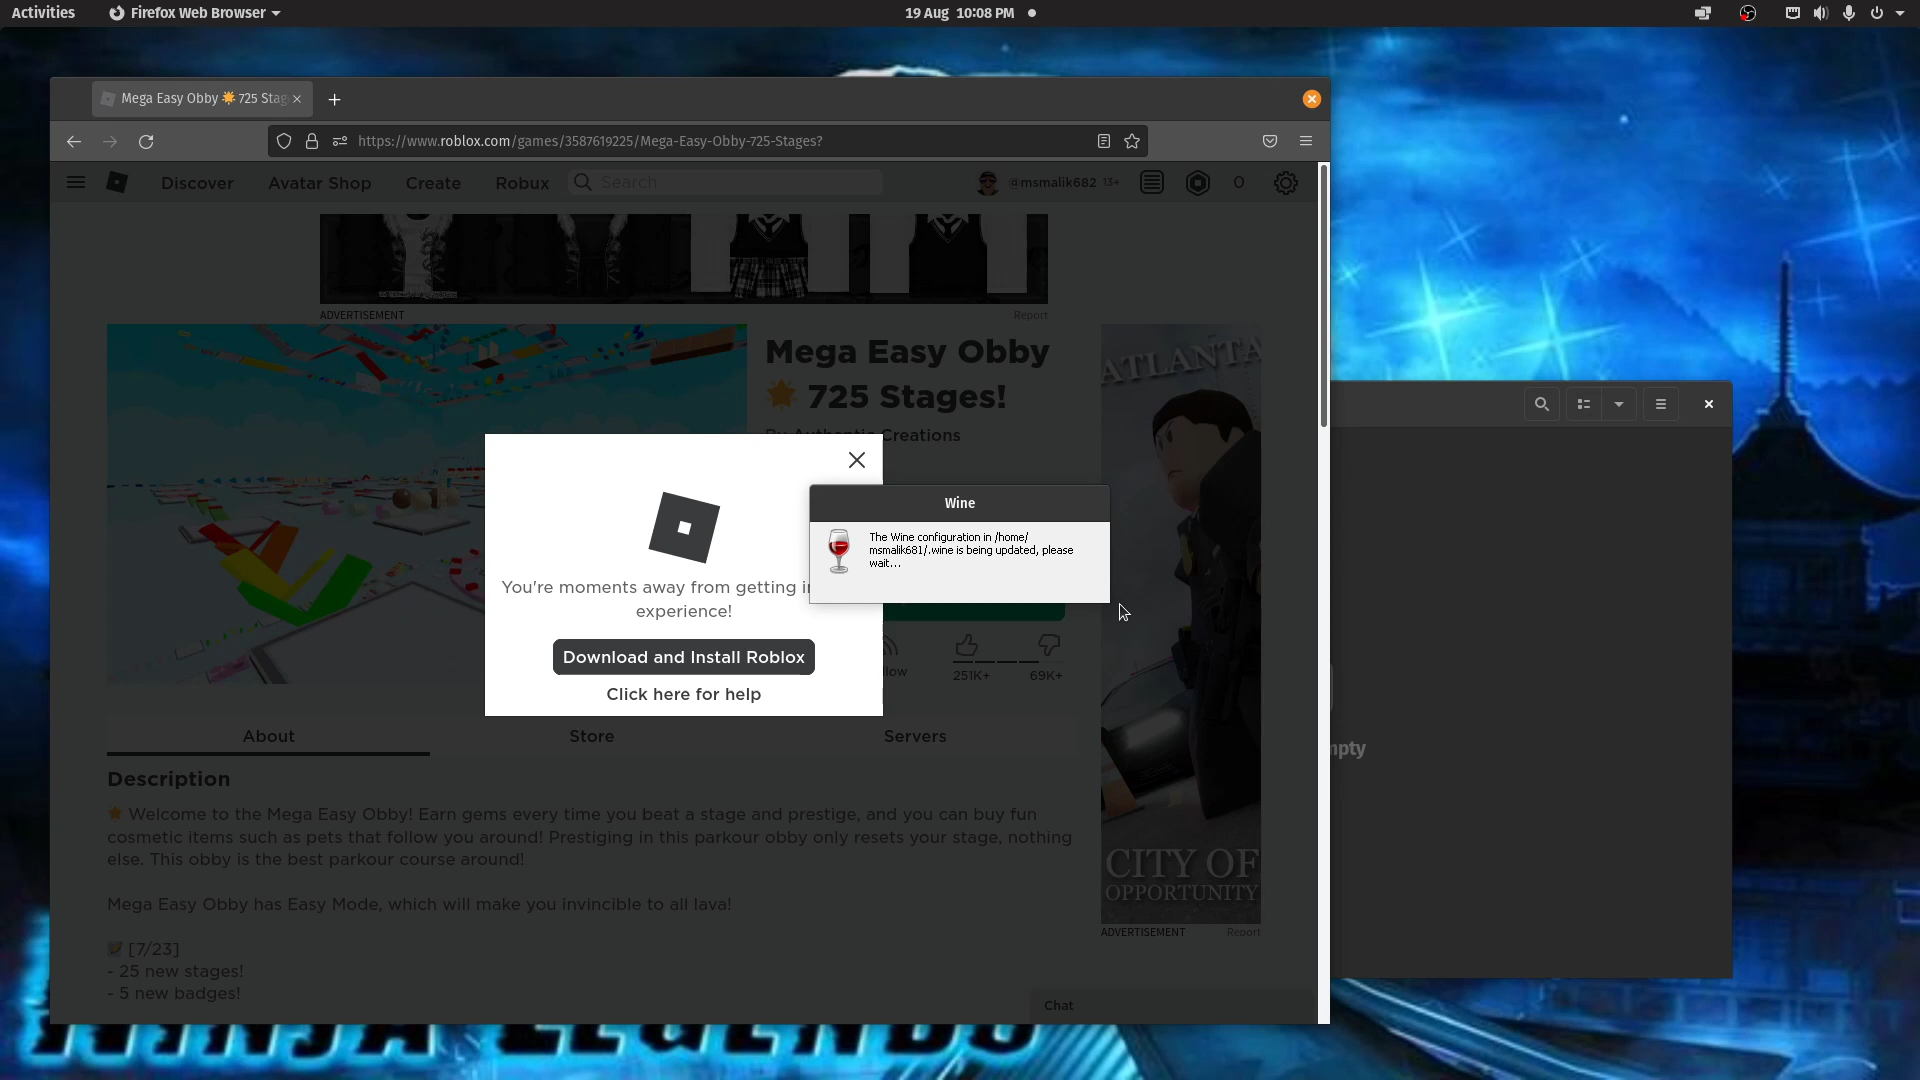 Activities
Firefox Web Browser
19 Aug 10:08 PM
Mega Easy Obby 🌟 725 Stag
https://www.roblox.com/games/3587619225/Mega-Easy-Obby-725-Stages?
Discover
Avatar Shop
Create
Robux
Search
@msmalik682 13+
0
ADVERTISEMENT
Report
Mega Easy Obby
🌟 725 Stages!
By Authentic Creations
ATLANTA
You're moments away from getting in
experience!
Download and Install Roblox
Click here for help
Wine
The Wine configuration in /home/
msmalik681/.wine is being updated, please
wait...
llow
251K+
69K+
mpty
About
Store
Servers
Description
⭐ Welcome to the Mega Easy Obby! Earn gems every time you beat a stage and prestige, and you can buy fun
cosmetic items such as pets that follow you around! Prestiging in this parkour obby only resets your stage, nothing
else. This obby is the best parkour course around!
Mega Easy Obby has Easy Mode, which will make you invincible to all lava!
[7/23]
- 25 new stages!
- 5 new badges!
CITY OF
OPPORTUNITY
ADVERTISEMENT
Report
Chat
NINJA LEGENDS